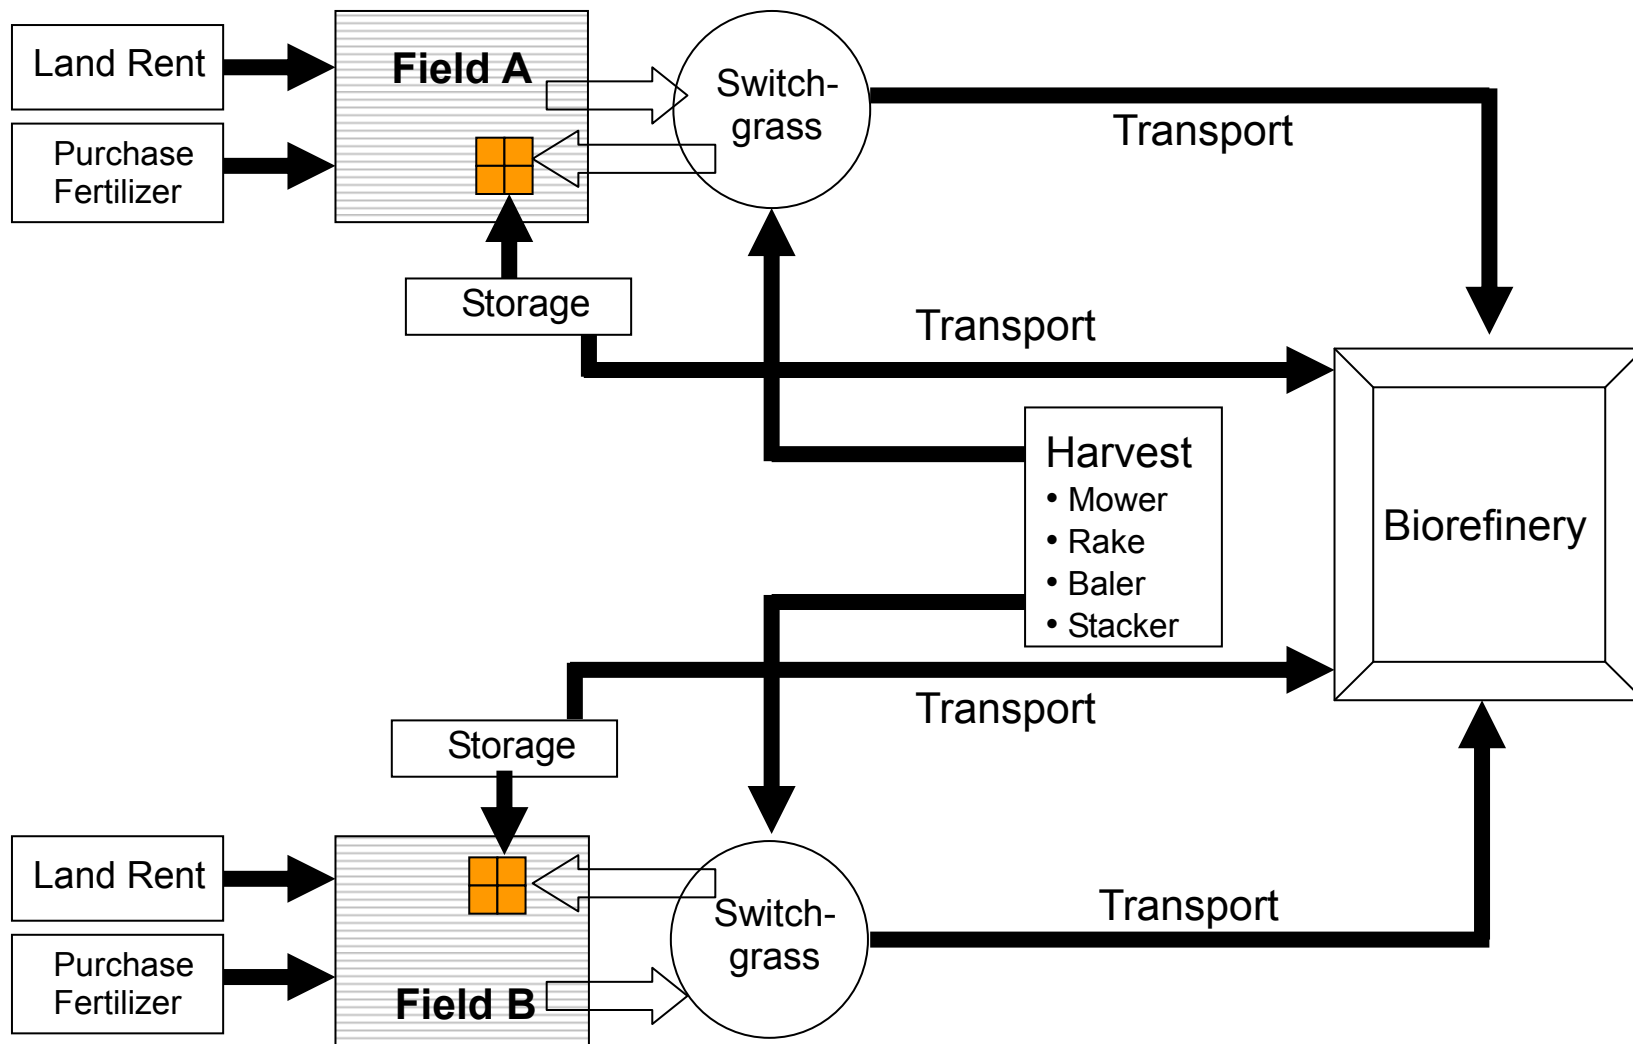 Land Rent
Field A
Switch-
grass
Transport
Purchase
Fertilizer
Storage
Transport
Harvest
• Mower
• Rake
• Baler
• Stacker
Biorefinery
Transport
Storage
Land Rent
Switch-
grass
Transport
Purchase
Fertilizer
Field B